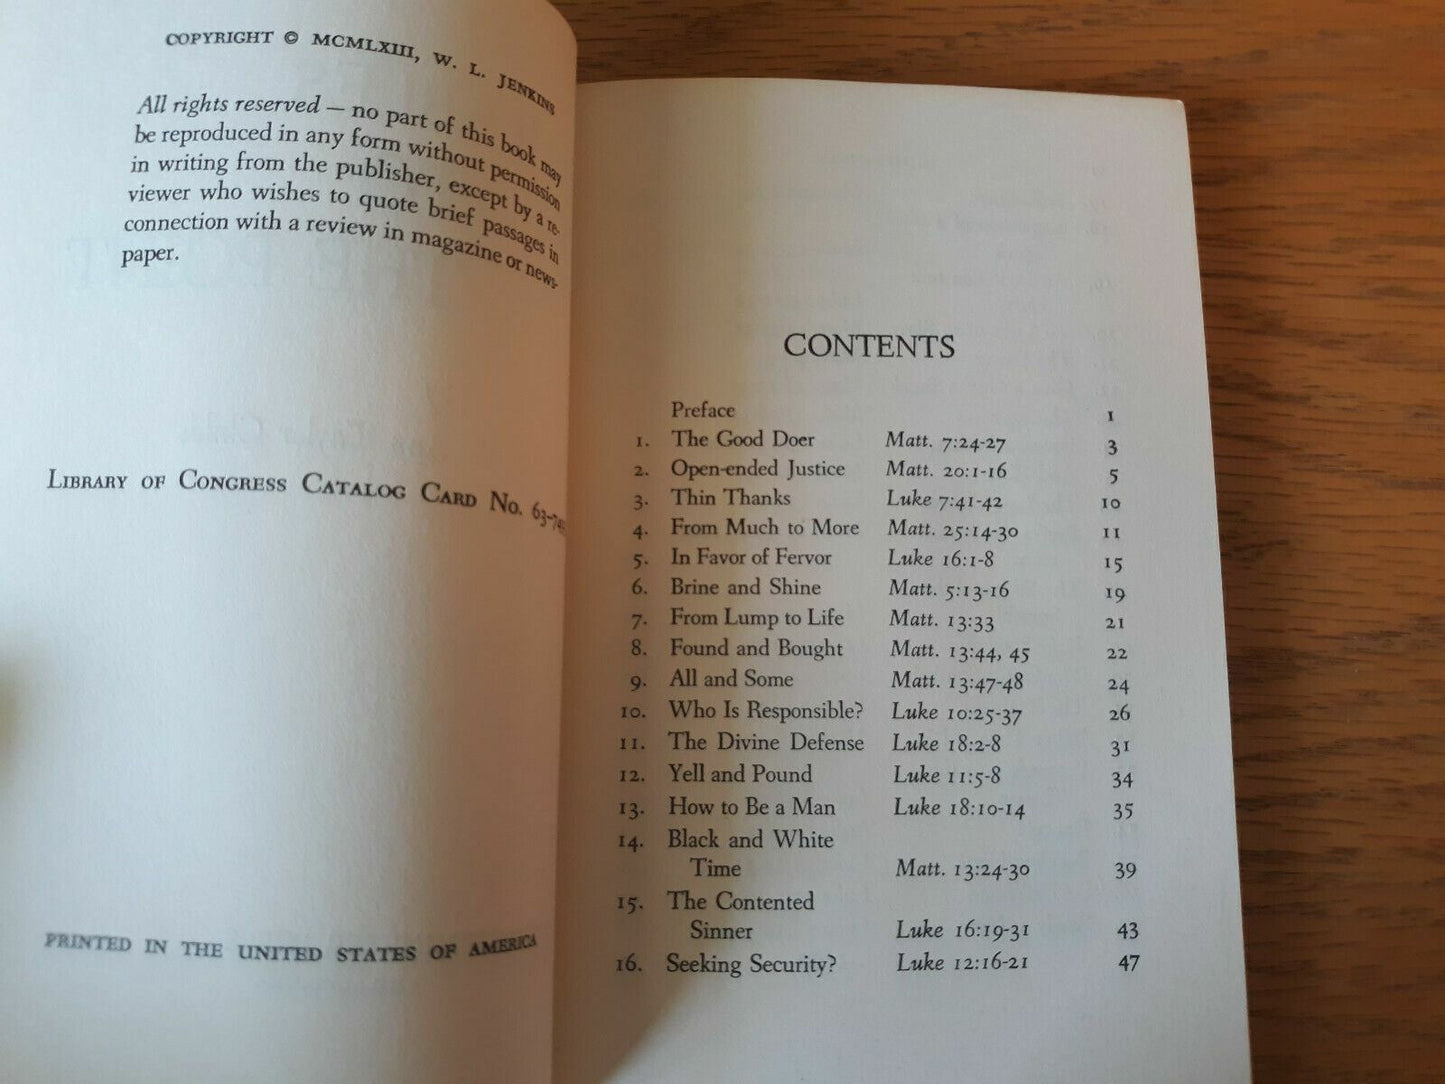 COPYRIGHT © MCMLXIII, W. L. JENKINS
All rights reserved — no part of this book may
be reproduced in any form without permission
in writing from the publisher, except by a re-
viewer who wishes to quote brief passages in
connection with a review in magazine or news-
paper.
LIBRARY OF CONGRESS CATALOG CARD NO.
PRINTED IN THE UNITED STATES OF AMERICA
CONTENTS
Preface 1
1. The Good Doer Matt. 7:24-27 3
2. Open-ended Justice Matt. 20:1-16 5
3. Thin Thanks Luke 7:41-42 10
4. From Much to More Matt. 25:14-30 11
5. In Favor of Fervor Luke 16:1-8 15
6. Brine and Shine Matt. 5:13-16 19
7. From Lump to Life Matt. 13:33 21
8. Found and Bought Matt. 13:44, 45 22
9. All and Some Matt. 13:47-48 24
10. Who Is Responsible? Luke 10:25-37 26
11. The Divine Defense Luke 18:2-8 31
12. Yell and Pound Luke 11:5-8 34
13. How to Be a Man Luke 18:10-14 35
14. Black and White
Time Matt. 13:24-30 39
15. The Contented
Sinner Luke 16:19-31 43
16. Seeking Security? Luke 12:16-21 47